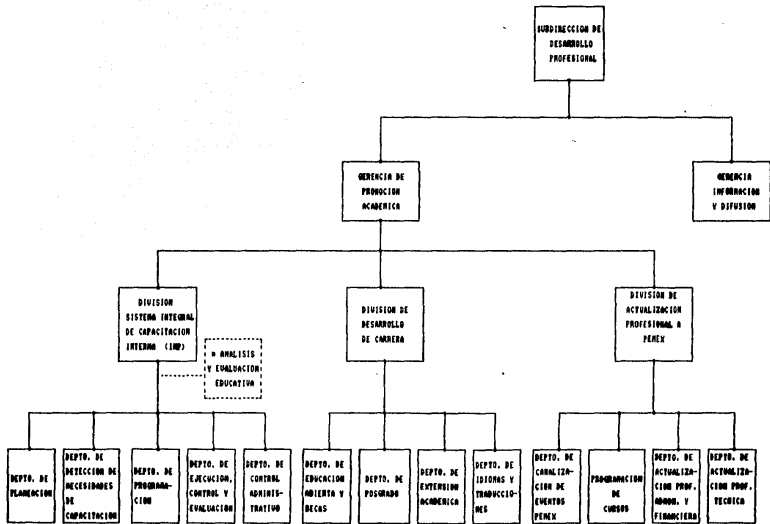 SUBDIRECCION DE
DESARROLLO
PROFESIONAL
GERENCIA DE
PROMOCION
ACADEMICA
GERENCIA
INFORMACION
Y DIFUSION
DIVISION
SISTEMA INTEGRAL
DE CAPACITACION
INTERNA (IMP)
DIVISION DE
DESARROLLO
DE CARRERA
DIVISION DE
ACTUALIZACION
PROFESIONAL A
PEMEX
* ANALISIS
Y EVALUACION
EDUCATIVA
DEPTO. DE
PLANEACION
DEPTO. DE
DETECCION DE
NECESIDADES
DE
CAPACITACION
DEPTO. DE
PROGRAMA-
CION
DEPTO. DE
EJECUCION,
CONTROL Y
EVALUACION
DEPTO. DE
CONTROL
ADMINIS-
TRATIVO
DEPTO. DE
EDUCACION
ABIERTA Y
BECAS
DEPTO. DE
POSGRADO
DEPTO. DE
EXTENSION
ACADEMICA
DEPTO. DE
IDIOMAS Y
TRADUCCIO-
NES
DEPTO. DE
CANALIZA-
CION DE
EVENTOS
PEMEX
PROGRAMACION
DE
CURSOS
DEPTO. DE
ACTUALIZA-
CION PROF.
ADMON. Y
FINANCIERA
DEPTO. DE
ACTUALIZA-
CION PROF.
TECNICA